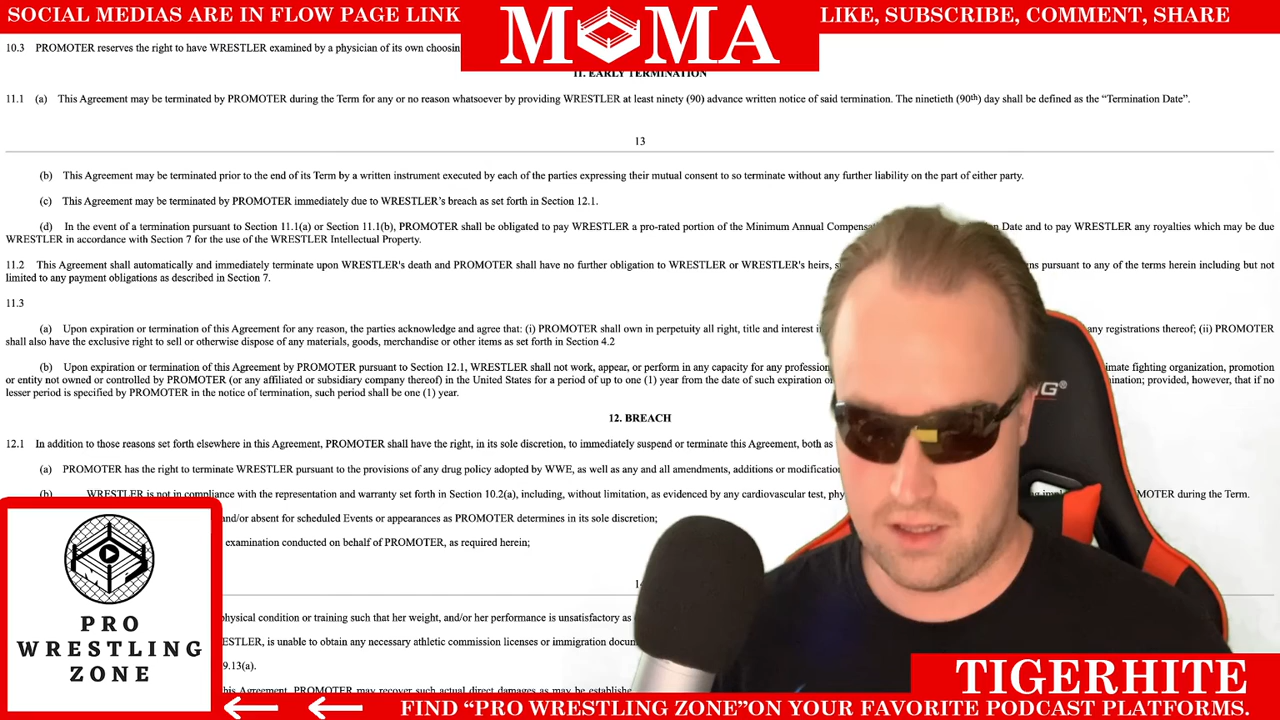 SOCIAL MEDIAS ARE IN FLOW PAGE LINK
MMA
LIKE, SUBSCRIBE, COMMENT, SHARE
10.3 PROMOTER reserves the right to have WRESTLER examined by a physician of its own choosin
11. EARLY TERMINATION
11.1 (a) This Agreement may be terminated by PROMOTER during the Term for any or no reason whatsoever by providing WRESTLER at least ninety (90) advance written notice of said termination. The ninetieth (90th) day shall be defined as the “Termination Date”.
13
(b) This Agreement may be terminated prior to the end of its Term by a written instrument executed by each of the parties expressing their mutual consent to so terminate without any further liability on the part of either party.
(c) This Agreement may be terminated by PROMOTER immediately due to WRESTLER’s breach as set forth in Section 12.1.
(d) In the event of a termination pursuant to Section 11.1(a) or Section 11.1(b), PROMOTER shall be obligated to pay WRESTLER a pro-rated portion of the Minimum Annual Compensa Date and to pay WRESTLER any royalties which may be due
WRESTLER in accordance with Section 7 for the use of the WRESTLER Intellectual Property.
11.2 This Agreement shall automatically and immediately terminate upon WRESTLER's death and PROMOTER shall have no further obligation to WRESTLER or WRESTLER's heirs, pursuant to any of the terms herein including but not
limited to any payment obligations as described in Section 7.
11.3
(a) Upon expiration or termination of this Agreement for any reason, the parties acknowledge and agree that: (i) PROMOTER shall own in perpetuity all right, title and interest any registrations thereof; (ii) PROMOTER
shall also have the exclusive right to sell or otherwise dispose of any materials, goods, merchandise or other items as set forth in Section 4.2
(b) Upon expiration or termination of this Agreement by PROMOTER pursuant to Section 12.1, WRESTLER shall not work, appear, or perform in any capacity for any profession imate fighting organization, promotion
or entity not owned or controlled by PROMOTER (or any affiliated or subsidiary company thereof) in the United States for a period of up to one (1) year from the date of such expiration mination; provided, however, that if no
lesser period is specified by PROMOTER in the notice of termination, such period shall be one (1) year.
12. BREACH
12.1 In addition to those reasons set forth elsewhere in this Agreement, PROMOTER shall have the right, in its sole discretion, to immediately suspend or terminate this Agreement, both as
(a) PROMOTER has the right to terminate WRESTLER pursuant to the provisions of any drug policy adopted by WWE, as well as any and all amendments, additions or modification
(b) WRESTLER is not in compliance with the representation and warranty set forth in Section 10.2(a), including, without limitation, as evidenced by any cardiovascular test, phy MOTER during the Term.
and/or absent for scheduled Events or appearances as PROMOTER determines in its sole discretion;
examination conducted on behalf of PROMOTER, as required herein;
physical condition or training such that her weight, and/or her performance is unsatisfactory as
ESTLER, is unable to obtain any necessary athletic commission licenses or immigration docum
9.13(a).
his Agreement, PROMOTER may recover such actual direct damages as may be establishe
NG®
PRO
WRESTLING
ZONE
TIGERHITE
FIND “PRO WRESTLING ZONE”ON YOUR FAVORITE PODCAST PLATFORMS.